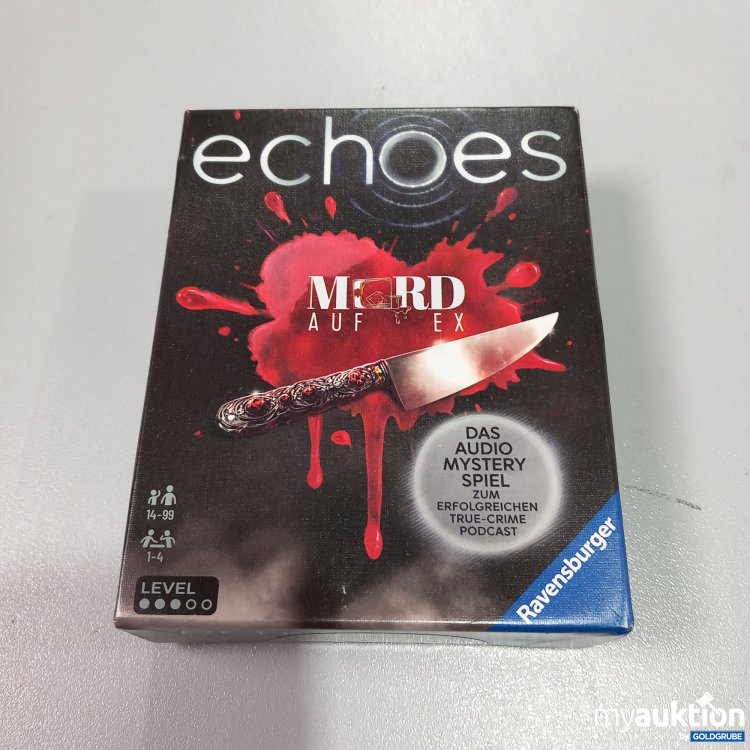 echoes
MORD
AUF EX
DAS
AUDIO
MYSTERY
SPIEL
ZUM
ERFOLGREICHEN
TRUE-CRIME
PODCAST
14-99
1-4
LEVEL
Ravensburger
myauktion
by GOLDGRUBE